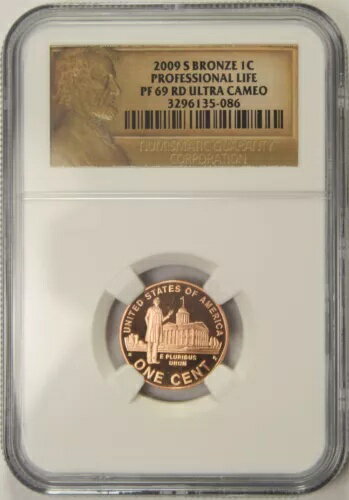 2009 S BRONZE 1C
PROFESSIONAL LIFE
PF 69 RD ULTRA CAMEO
3296135-086
NUMISMATIC GUARANTY
CORPORATION
UNITED STATES OF AMERICA
E PLURIBUS
UNUM
ONE CENT